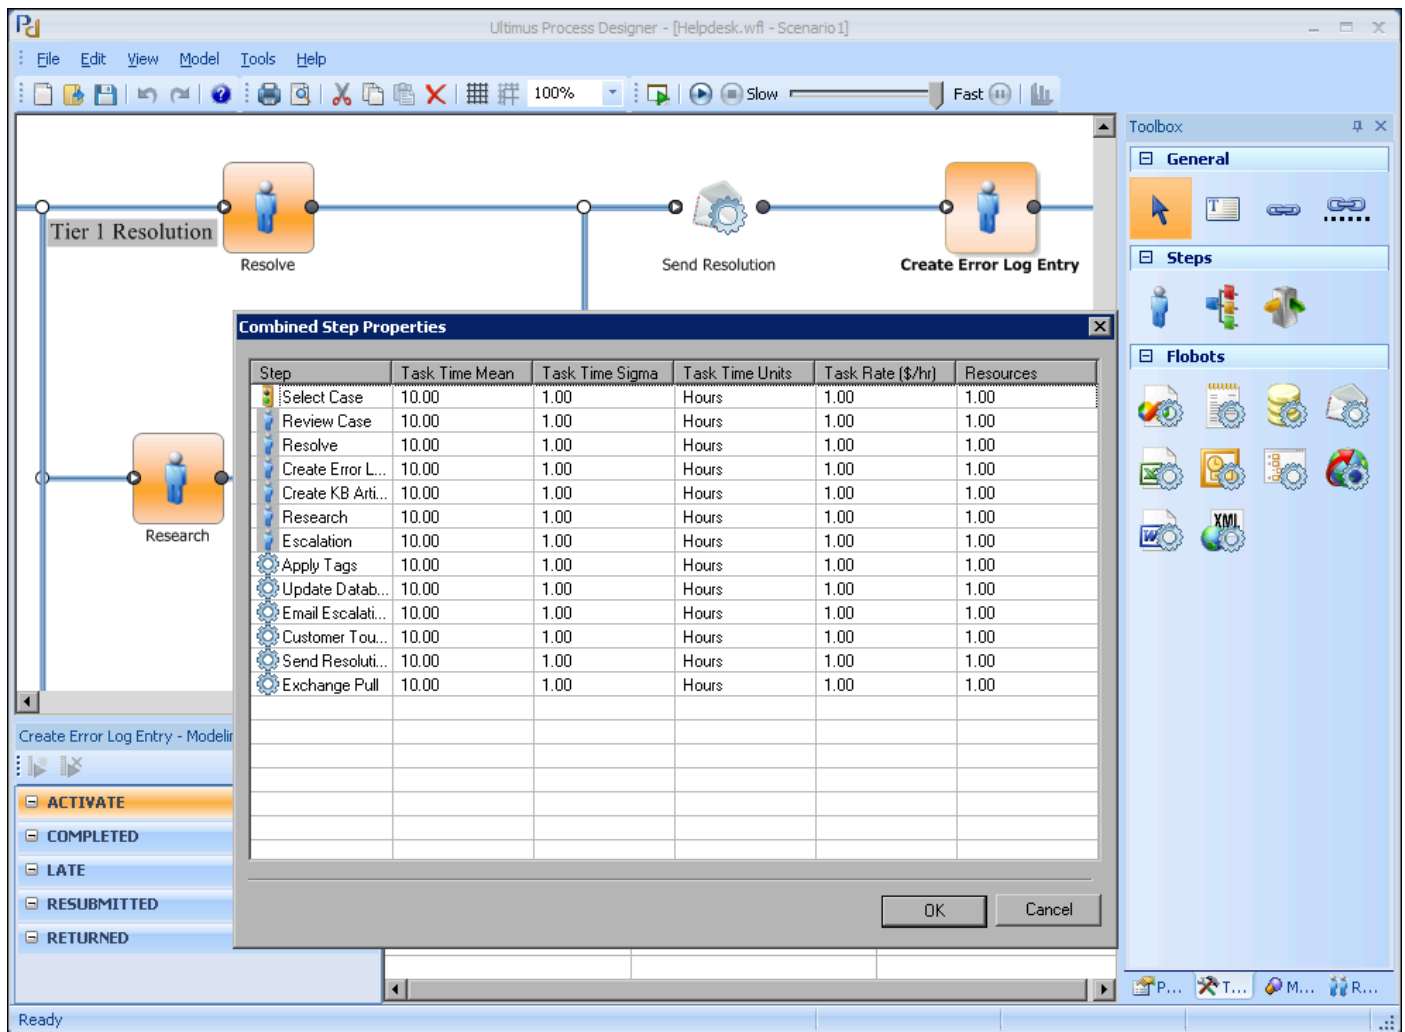 Ultimus Process Designer - [Helpdesk.wfl - Scenario1]
File Edit View Model Tools Help
100% Slow Fast
Toolbox
General
Steps
Flobots
XML
P... T... M... R...
Tier 1 Resolution
Resolve
Send Resolution
Create Error Log Entry
Research
Combined Step Properties
Step Task Time Mean Task Time Sigma Task Time Units Task Rate ($/hr) Resources
Select Case 10.00 1.00 Hours 1.00 1.00
Review Case 10.00 1.00 Hours 1.00 1.00
Resolve 10.00 1.00 Hours 1.00 1.00
Create Error L... 10.00 1.00 Hours 1.00 1.00
Create KB Arti... 10.00 1.00 Hours 1.00 1.00
Research 10.00 1.00 Hours 1.00 1.00
Escalation 10.00 1.00 Hours 1.00 1.00
Apply Tags 10.00 1.00 Hours 1.00 1.00
Update Datab... 10.00 1.00 Hours 1.00 1.00
Email Escalati... 10.00 1.00 Hours 1.00 1.00
Customer Tou... 10.00 1.00 Hours 1.00 1.00
Send Resoluti... 10.00 1.00 Hours 1.00 1.00
Exchange Pull 10.00 1.00 Hours 1.00 1.00
OK Cancel
Create Error Log Entry - Modelin
ACTIVATE
COMPLETED
LATE
RESUBMITTED
RETURNED
Ready